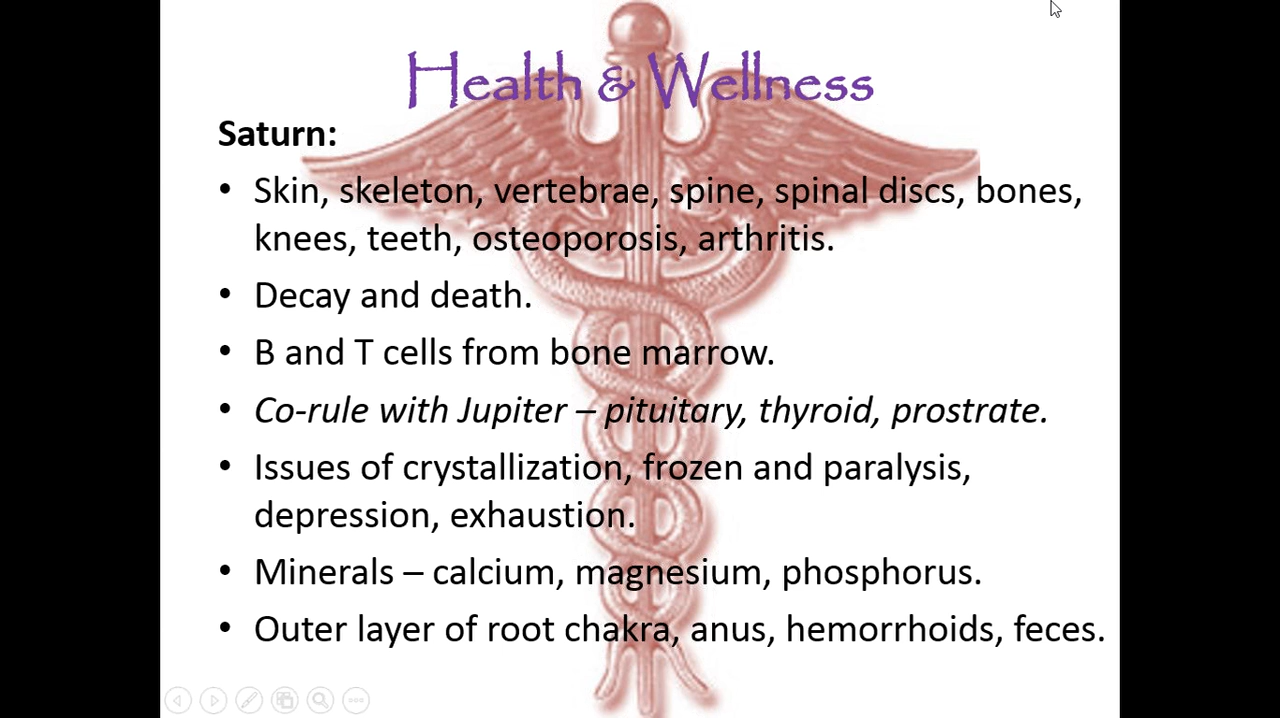 Health & Wellness
Saturn:
• Skin, skeleton, vertebrae, spine, spinal discs, bones,
knees, teeth, osteoporosis, arthritis.
• Decay and death.
• B and T cells from bone marrow.
• Co-rule with Jupiter – pituitary, thyroid, prostrate.
• Issues of crystallization, frozen and paralysis,
depression, exhaustion.
• Minerals – calcium, magnesium, phosphorus.
• Outer layer of root chakra, anus, hemorrhoids, feces.